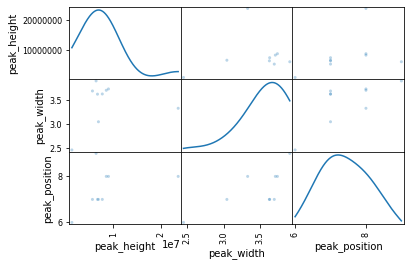 20000000
10000000
peak_height
3.5
3.0
2.5
peak_width
8
6
peak_position
1
2
1e7
peak_height
2.5
3.0
3.5
peak_width
6
8
peak_position